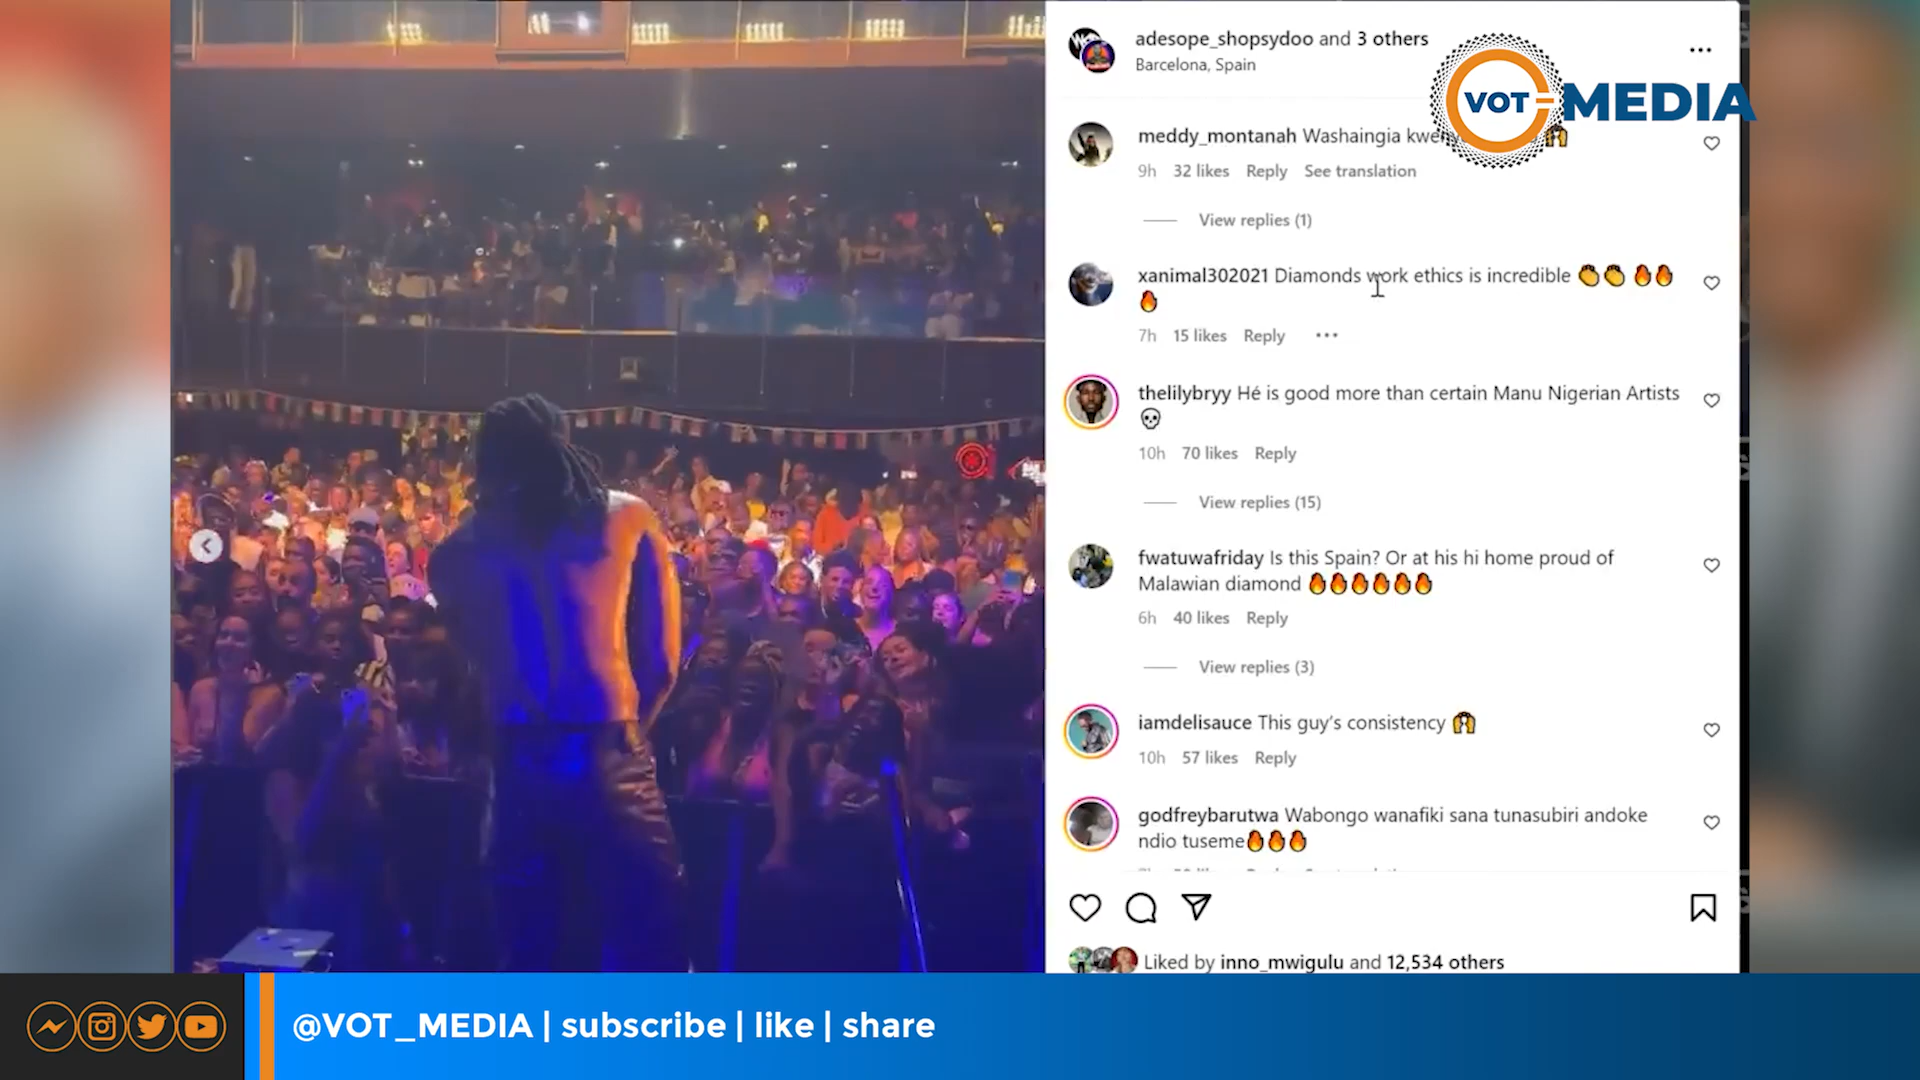 adesope_shopsydoo and 3 others
Barcelona, Spain
VOT MEDIA
meddy_montanah Washaingia
9h 32 likes Reply See translation
View replies (1)
xanimal302021 Diamonds work ethics is incredible 👏👏 🔥🔥
🔥
7h 15 likes Reply
thelilybryy Hé is good more than certain Manu Nigerian Artists
💀
10h 70 likes Reply
View replies (15)
fwatuwafriday Is this Spain? Or at his hi home proud of
Malawian diamond 🔥🔥🔥🔥🔥🔥
6h 40 likes Reply
View replies (3)
iamdelisauce This guy’s consistency 🙌
10h 57 likes Reply
godfreybarutwa Wabongo wanafiki sana tunasubiri andoke
ndio tuseme🔥🔥🔥
Liked by inno_mwigulu and 12,534 others
@VOT_MEDIA | subscribe | like | share